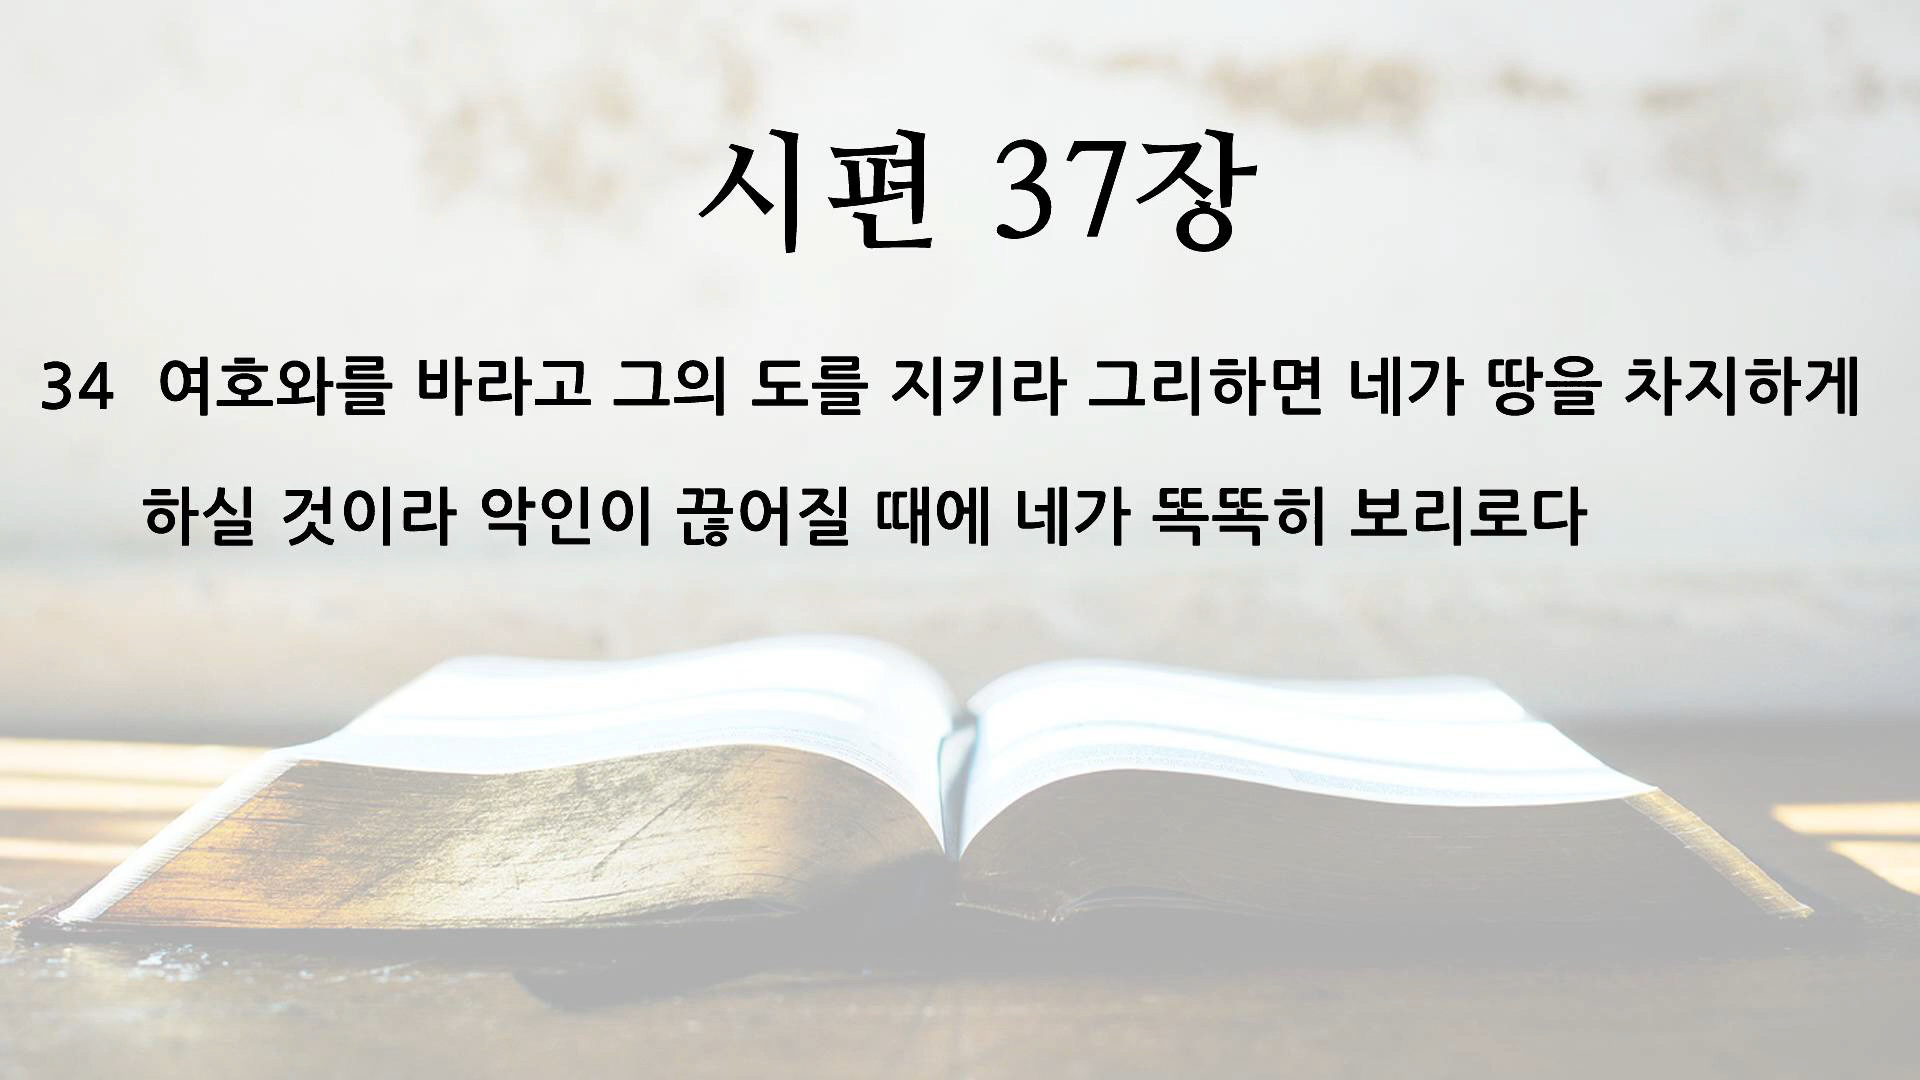 시편 37장
34 여호와를 바라고 그의 도를 지키라 그리하면 네가 땅을 차지하게
하실 것이라 악인이 끊어질 때에 네가 똑똑히 보리로다